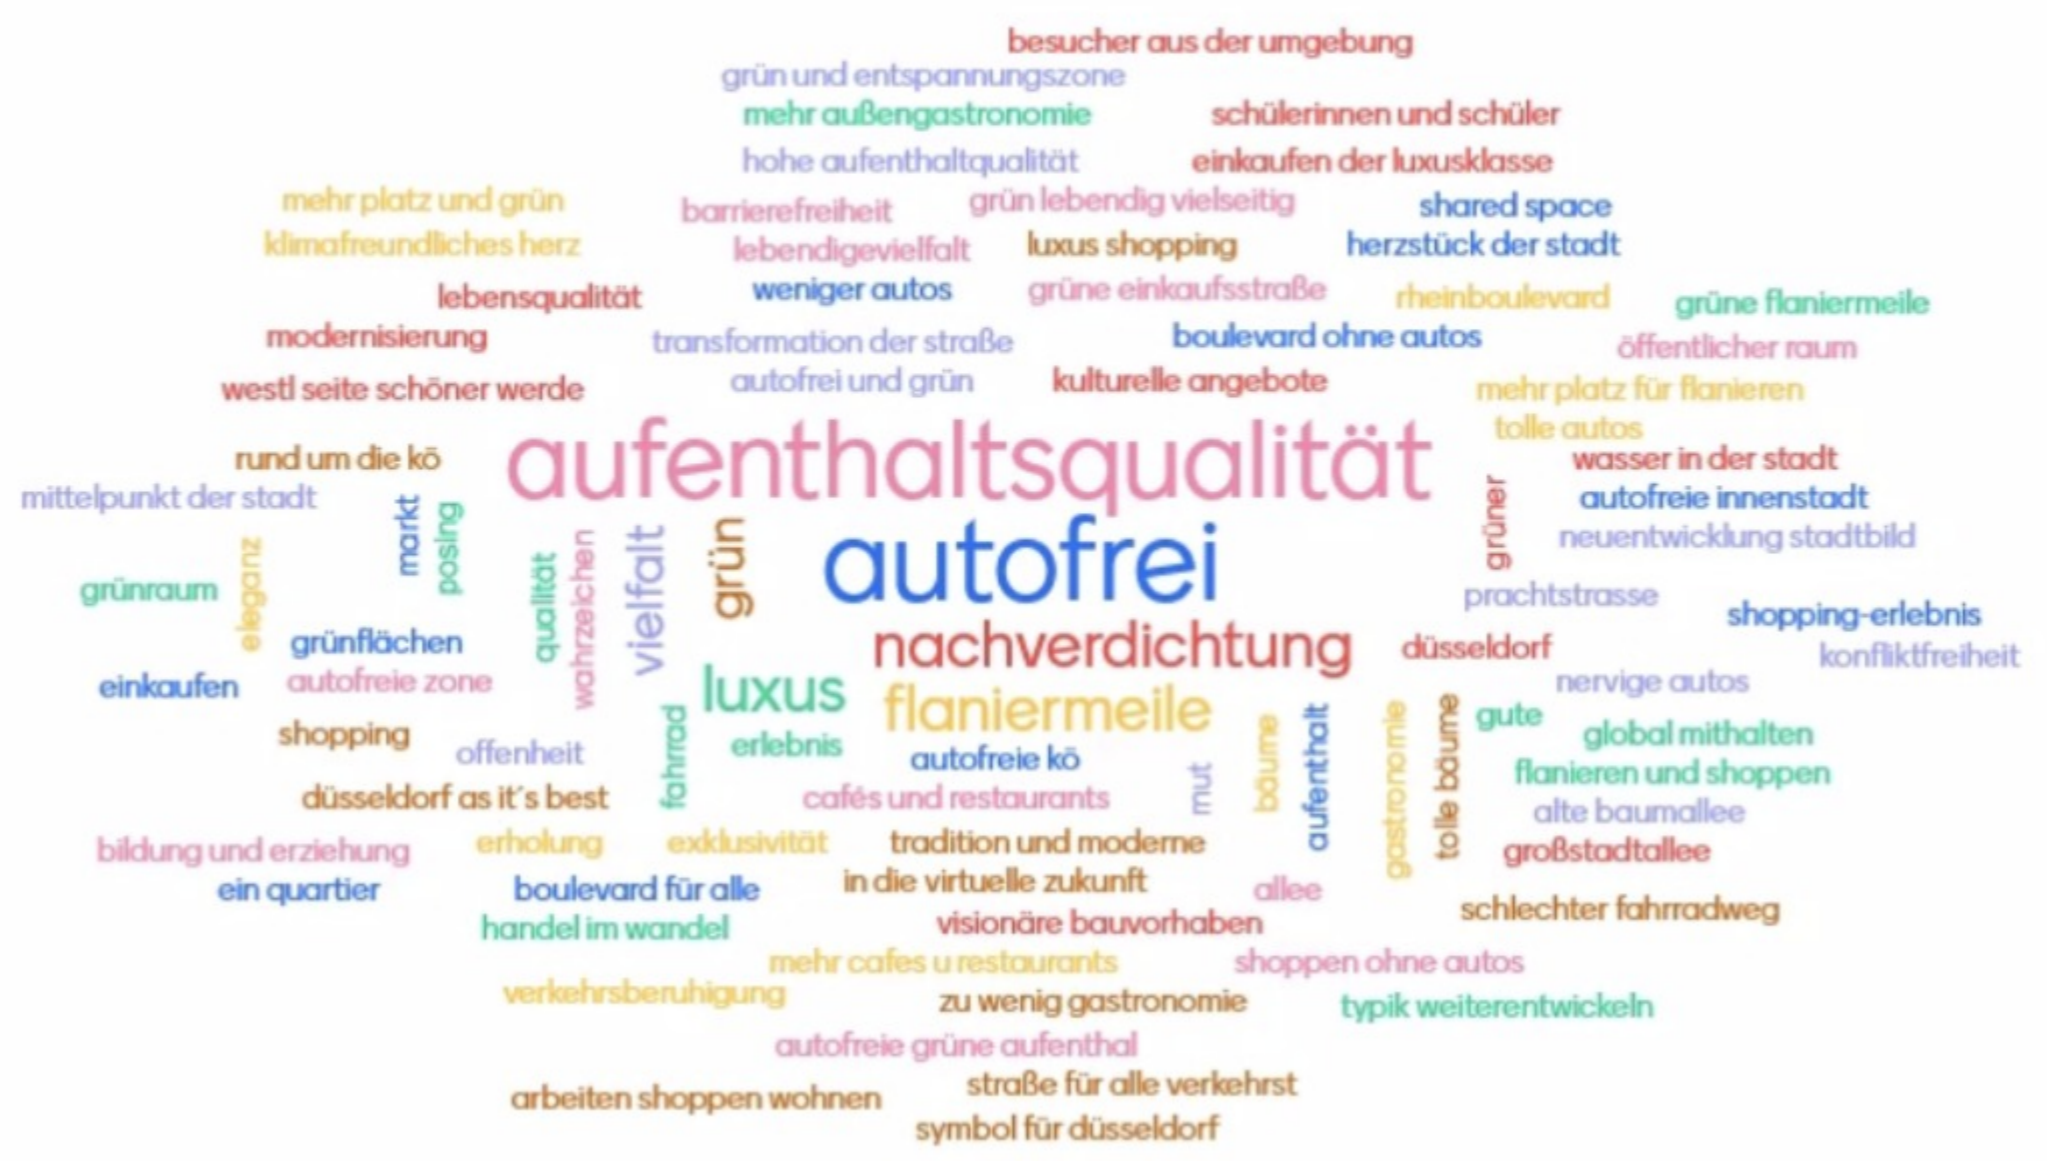 besucher aus der umgebung
grün und entspannungszone
mehr außengastronomie
schülerinnen und schüler
hohe aufenthaltqualität
einkaufen der luxusklasse
mehr platz und grün
barrierefreiheit
grün lebendig vielseitig
shared space
klimafreundliches herz
lebendigevielfalt
luxus shopping
herzstück der stadt
lebensqualität
weniger autos
grüne einkaufsstraße
rheinboulevard
grüne flaniermeile
modernisierung
transformation der straße
boulevard ohne autos
öffentlicher raum
westl seite schöner werde
autofrei und grün
kulturelle angebote
mehr platz für flanieren
tolle autos
aufenthaltsqualität
rund um die kö
wasser in der stadt
mittelpunkt der stadt
autofreie innenstadt
markt
posing
grüner
neuentwicklung stadtbild
eleganz
qualität
wahrzeichen
vielfalt
grün
autofrei
grünraum
prachtstrasse
shopping-erlebnis
grünflächen
nachverdichtung
düsseldorf
konfliktfreiheit
einkaufen
autofreie zone
luxus
nervige autos
flaniermeile
gute
shopping
offenheit
fahrrad
erlebnis
autofreie kö
mut
bäume
aufenthalt
gastronomie
tolle bäume
global mithalten
flanieren und shoppen
düsseldorf as it´s best
cafés und restaurants
alte baumallee
bildung und erziehung
erholung
exklusivität
tradition und moderne
großstadtallee
ein quartier
boulevard für alle
in die virtuelle zukunft
allee
handel im wandel
visionäre bauvorhaben
schlechter fahrradweg
mehr cafes u restaurants
shoppen ohne autos
verkehrsberuhigung
zu wenig gastronomie
typik weiterentwickeln
autofreie grüne aufenthal
arbeiten shoppen wohnen
straße für alle verkehrst
symbol für düsseldorf